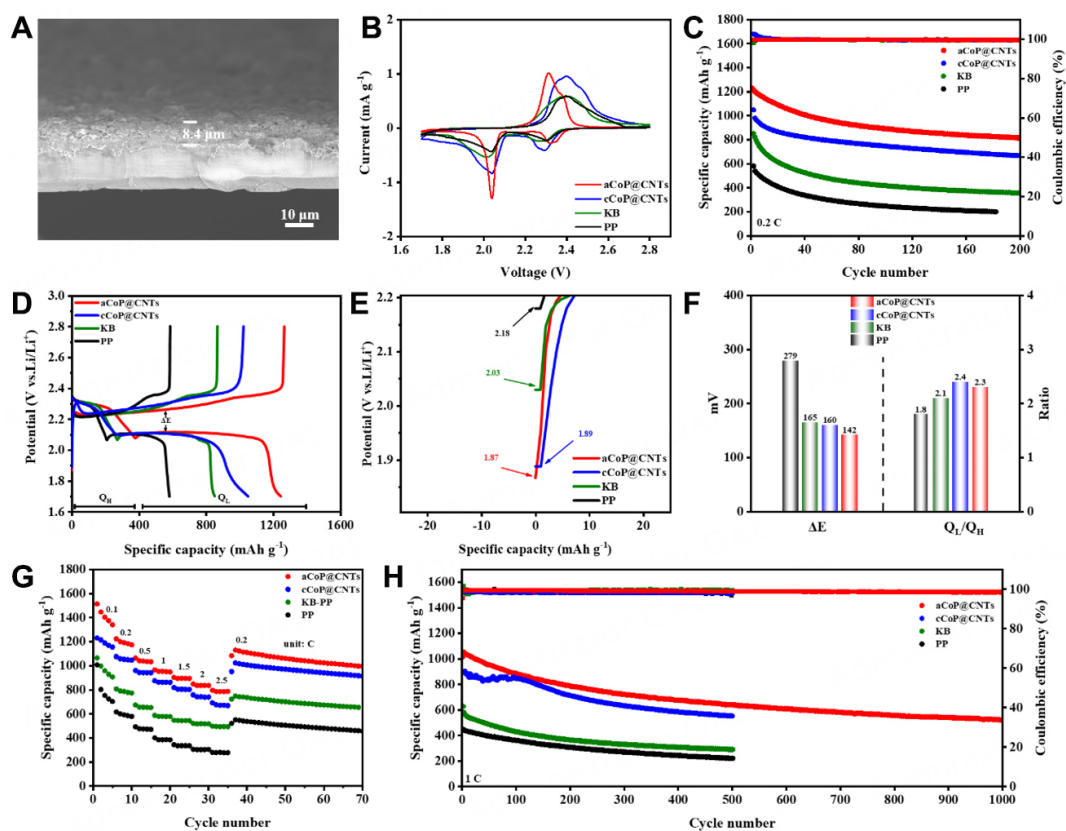 A
8.4 μm
10 μm
B
Current (mA g⁻¹)
2
1
0
-1
-2
1.6 2.0 2.4 2.8
Voltage (V)
aCoP@CNTs
cCoP@CNTs
KB
PP
C
Specific capacity (mAh g⁻¹)
1800
1600
1400
1200
1000
800
600
400
200
0
0 40 80 120 160 200
Cycle number
100
80
60
40
20
0
Coulombic efficiency (%)
aCoP@CNTs
cCoP@CNTs
KB
PP
0.2 C
D
Potential (V vs.Li/Li⁺)
3.0
2.8
2.6
2.4
2.2
2.0
1.8
1.6
0 400 800 1200 1600
Specific capacity (mAh g⁻¹)
aCoP@CNTs
cCoP@CNTs
KB
PP
ΔE
Q_H Q_L
E
Potential (V vs.Li/Li⁺)
2.2
2.1
2.0
1.9
-20 -10 0 10 20
Specific capacity (mAh g⁻¹)
2.18
2.03
1.89
1.87
aCoP@CNTs
cCoP@CNTs
KB
PP
F
mV
400
300
200
100
0
4
3
2
1
0
Ratio
aCoP@CNTs
cCoP@CNTs
KB
PP
279
165 160 142
1.8 2.1 2.4 2.3
ΔE Q_L/Q_H
G
Specific capacity (mAh g⁻¹)
1800
1600
1400
1200
1000
800
600
400
200
0
0 10 20 30 40 50 60 70
Cycle number
aCoP@CNTs
cCoP@CNTs
KB-PP
PP
0.1
0.2
0.5
1
1.5
2
2.5
0.2
unit: C
H
Specific capacity (mAh g⁻¹)
1600
1400
1200
1000
800
600
400
200
0
0 100 200 300 400 500 600 700 800 900 1000
Cycle number
100
80
60
40
20
0
Coulombic efficiency (%)
aCoP@CNTs
cCoP@CNTs
KB
PP
1 C